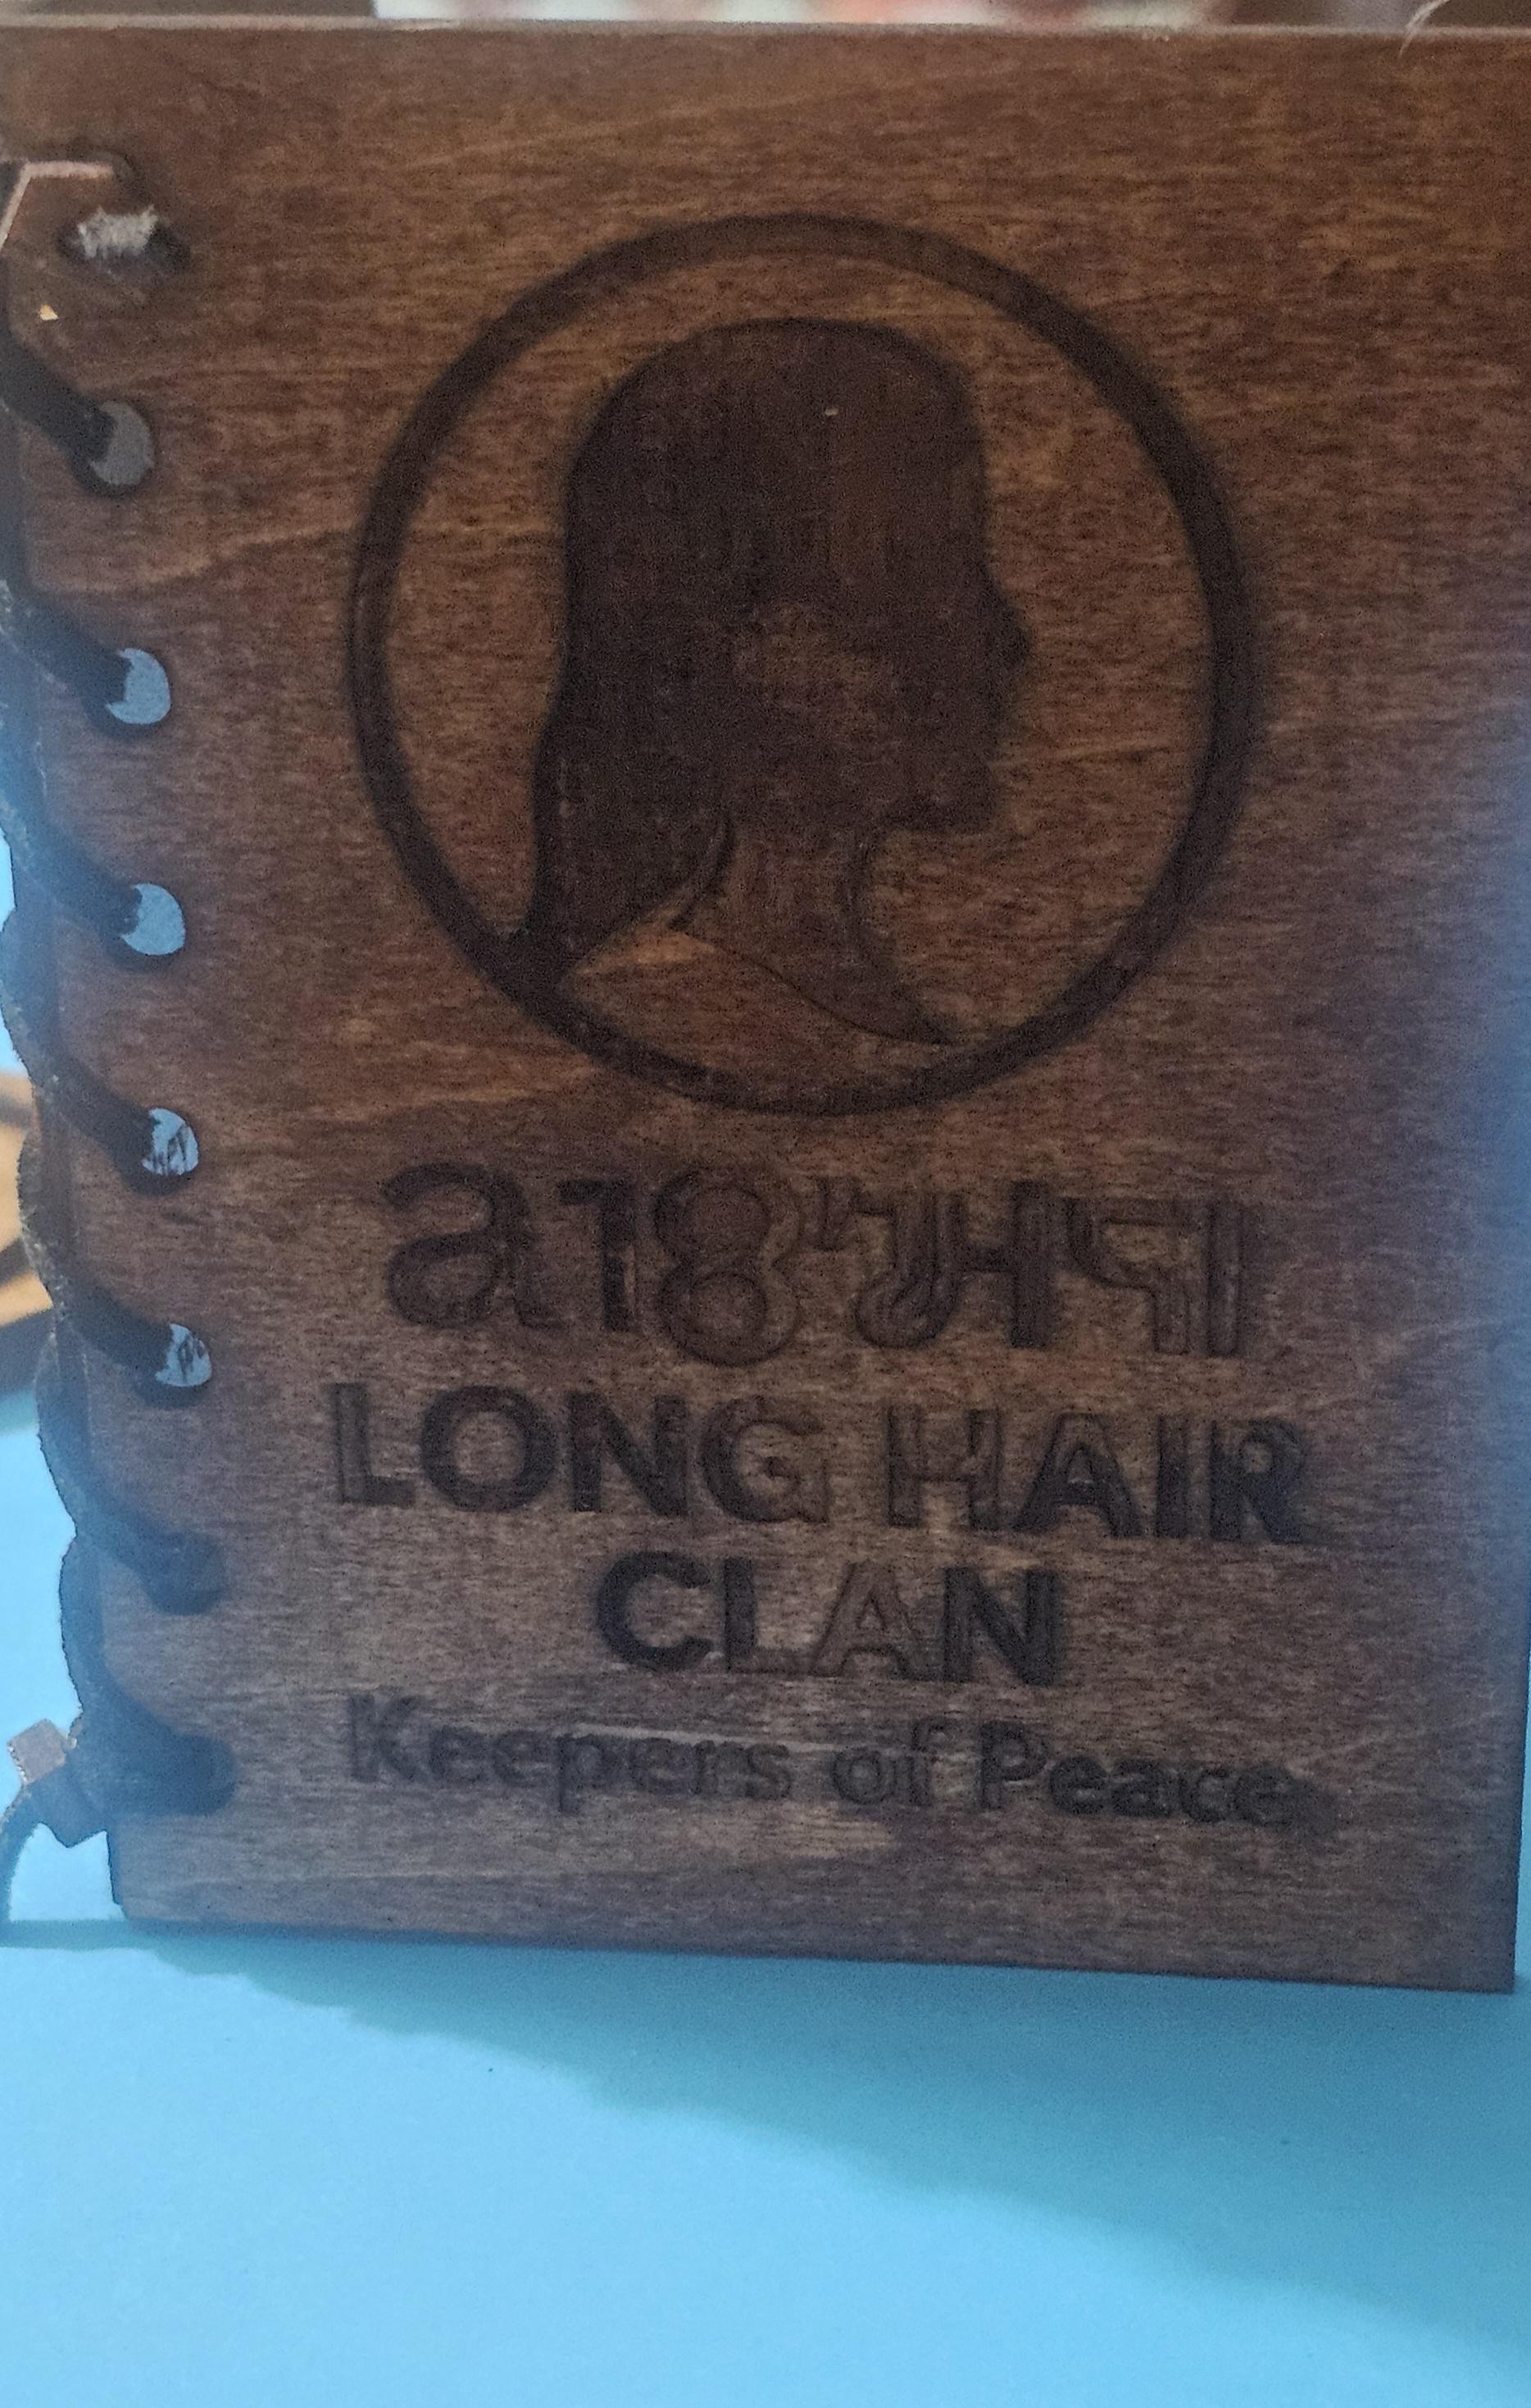 LONG HAIR
CLAN
Keepers of Peace.